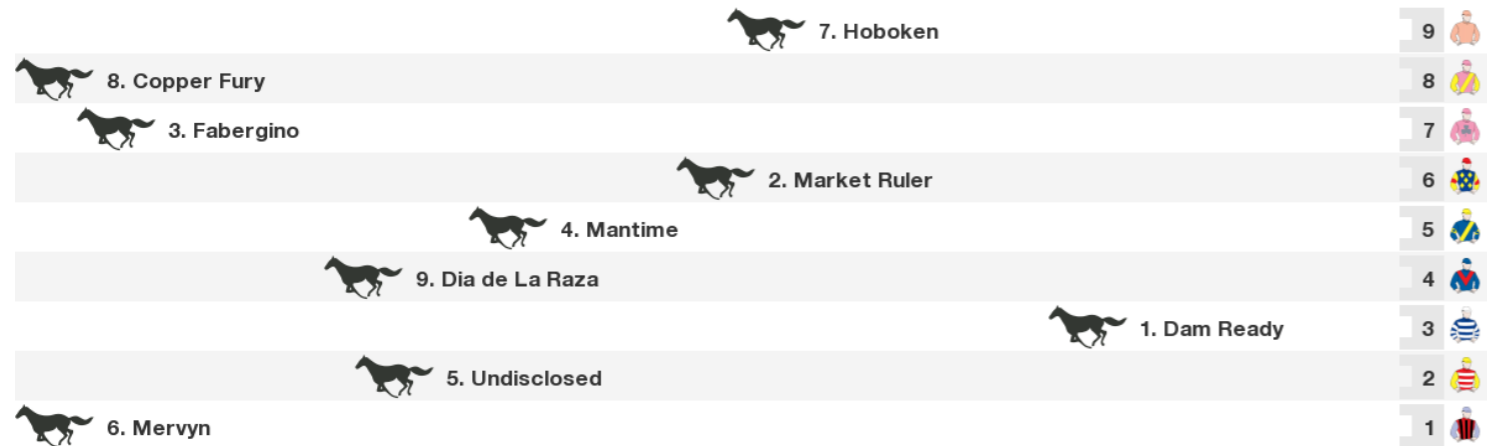 7. Hoboken 9
8. Copper Fury 8
3. Fabergino 7
2. Market Ruler 6
4. Mantime 5
9. Dia de La Raza 4
1. Dam Ready 3
5. Undisclosed 2
6. Mervyn 1